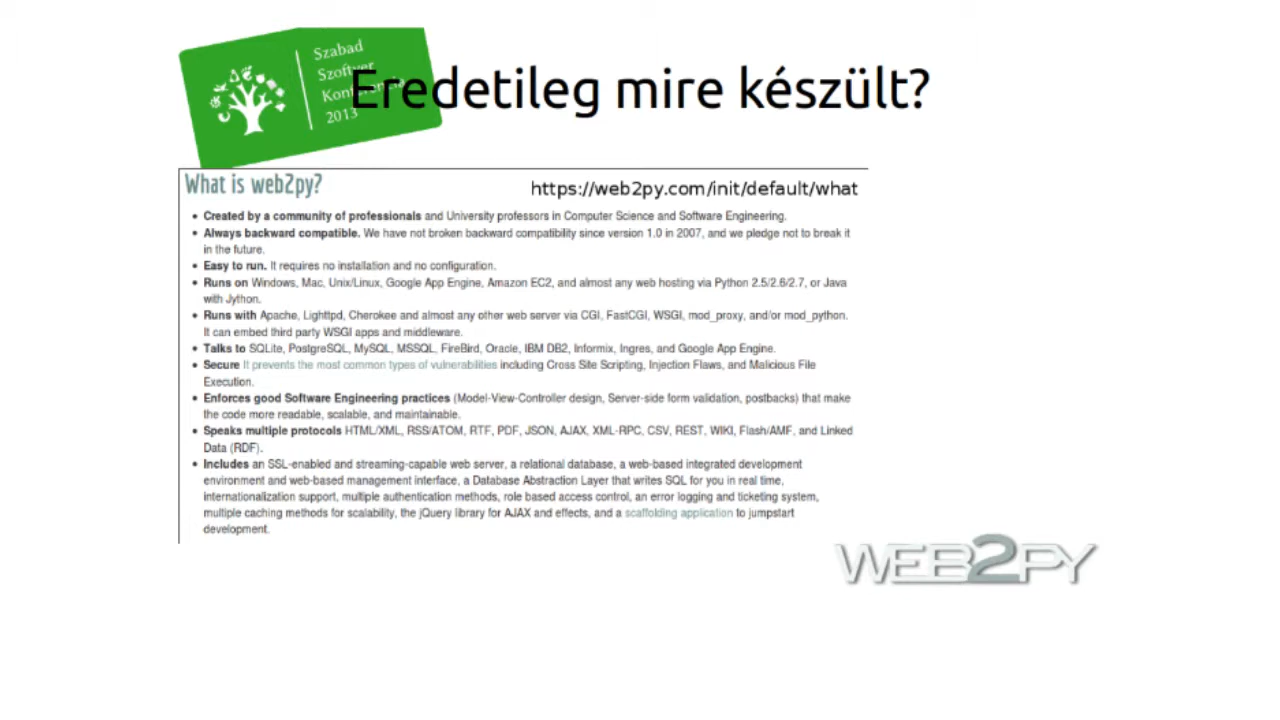 Szabad
Szoftver
Konferencia
2013
Eredetileg mire készült?
What is web2py?
https://web2py.com/init/default/what
• Created by a community of professionals and University professors in Computer Science and Software Engineering.
• Always backward compatible. We have not broken backward compatibility since version 1.0 in 2007, and we pledge not to break it
in the future.
• Easy to run. It requires no installation and no configuration.
• Runs on Windows, Mac, Unix/Linux, Google App Engine, Amazon EC2, and almost any web hosting via Python 2.5/2.6/2.7, or Java
with Jython.
• Runs with Apache, Lighttpd, Cherokee and almost any other web server via CGI, FastCGI, WSGI, mod_proxy, and/or mod_python.
It can embed third party WSGI apps and middleware.
• Talks to SQLite, PostgreSQL, MySQL, MSSQL, FireBird, Oracle, IBM DB2, Informix, Ingres, and Google App Engine.
• Secure It prevents the most common types of vulnerabilities including Cross Site Scripting, Injection Flaws, and Malicious File
Execution.
• Enforces good Software Engineering practices (Model-View-Controller design, Server-side form validation, postbacks) that make
the code more readable, scalable, and maintainable.
• Speaks multiple protocols HTML/XML, RSS/ATOM, RTF, PDF, JSON, AJAX, XML-RPC, CSV, REST, WIKI, Flash/AMF, and Linked
Data (RDF).
• Includes an SSL-enabled and streaming-capable web server, a relational database, a web-based integrated development
environment and web-based management interface, a Database Abstraction Layer that writes SQL for you in real time,
internationalization support, multiple authentication methods, role based access control, an error logging and ticketing system,
multiple caching methods for scalability, the jQuery library for AJAX and effects, and a scaffolding application to jumpstart
development.
WEB2PY